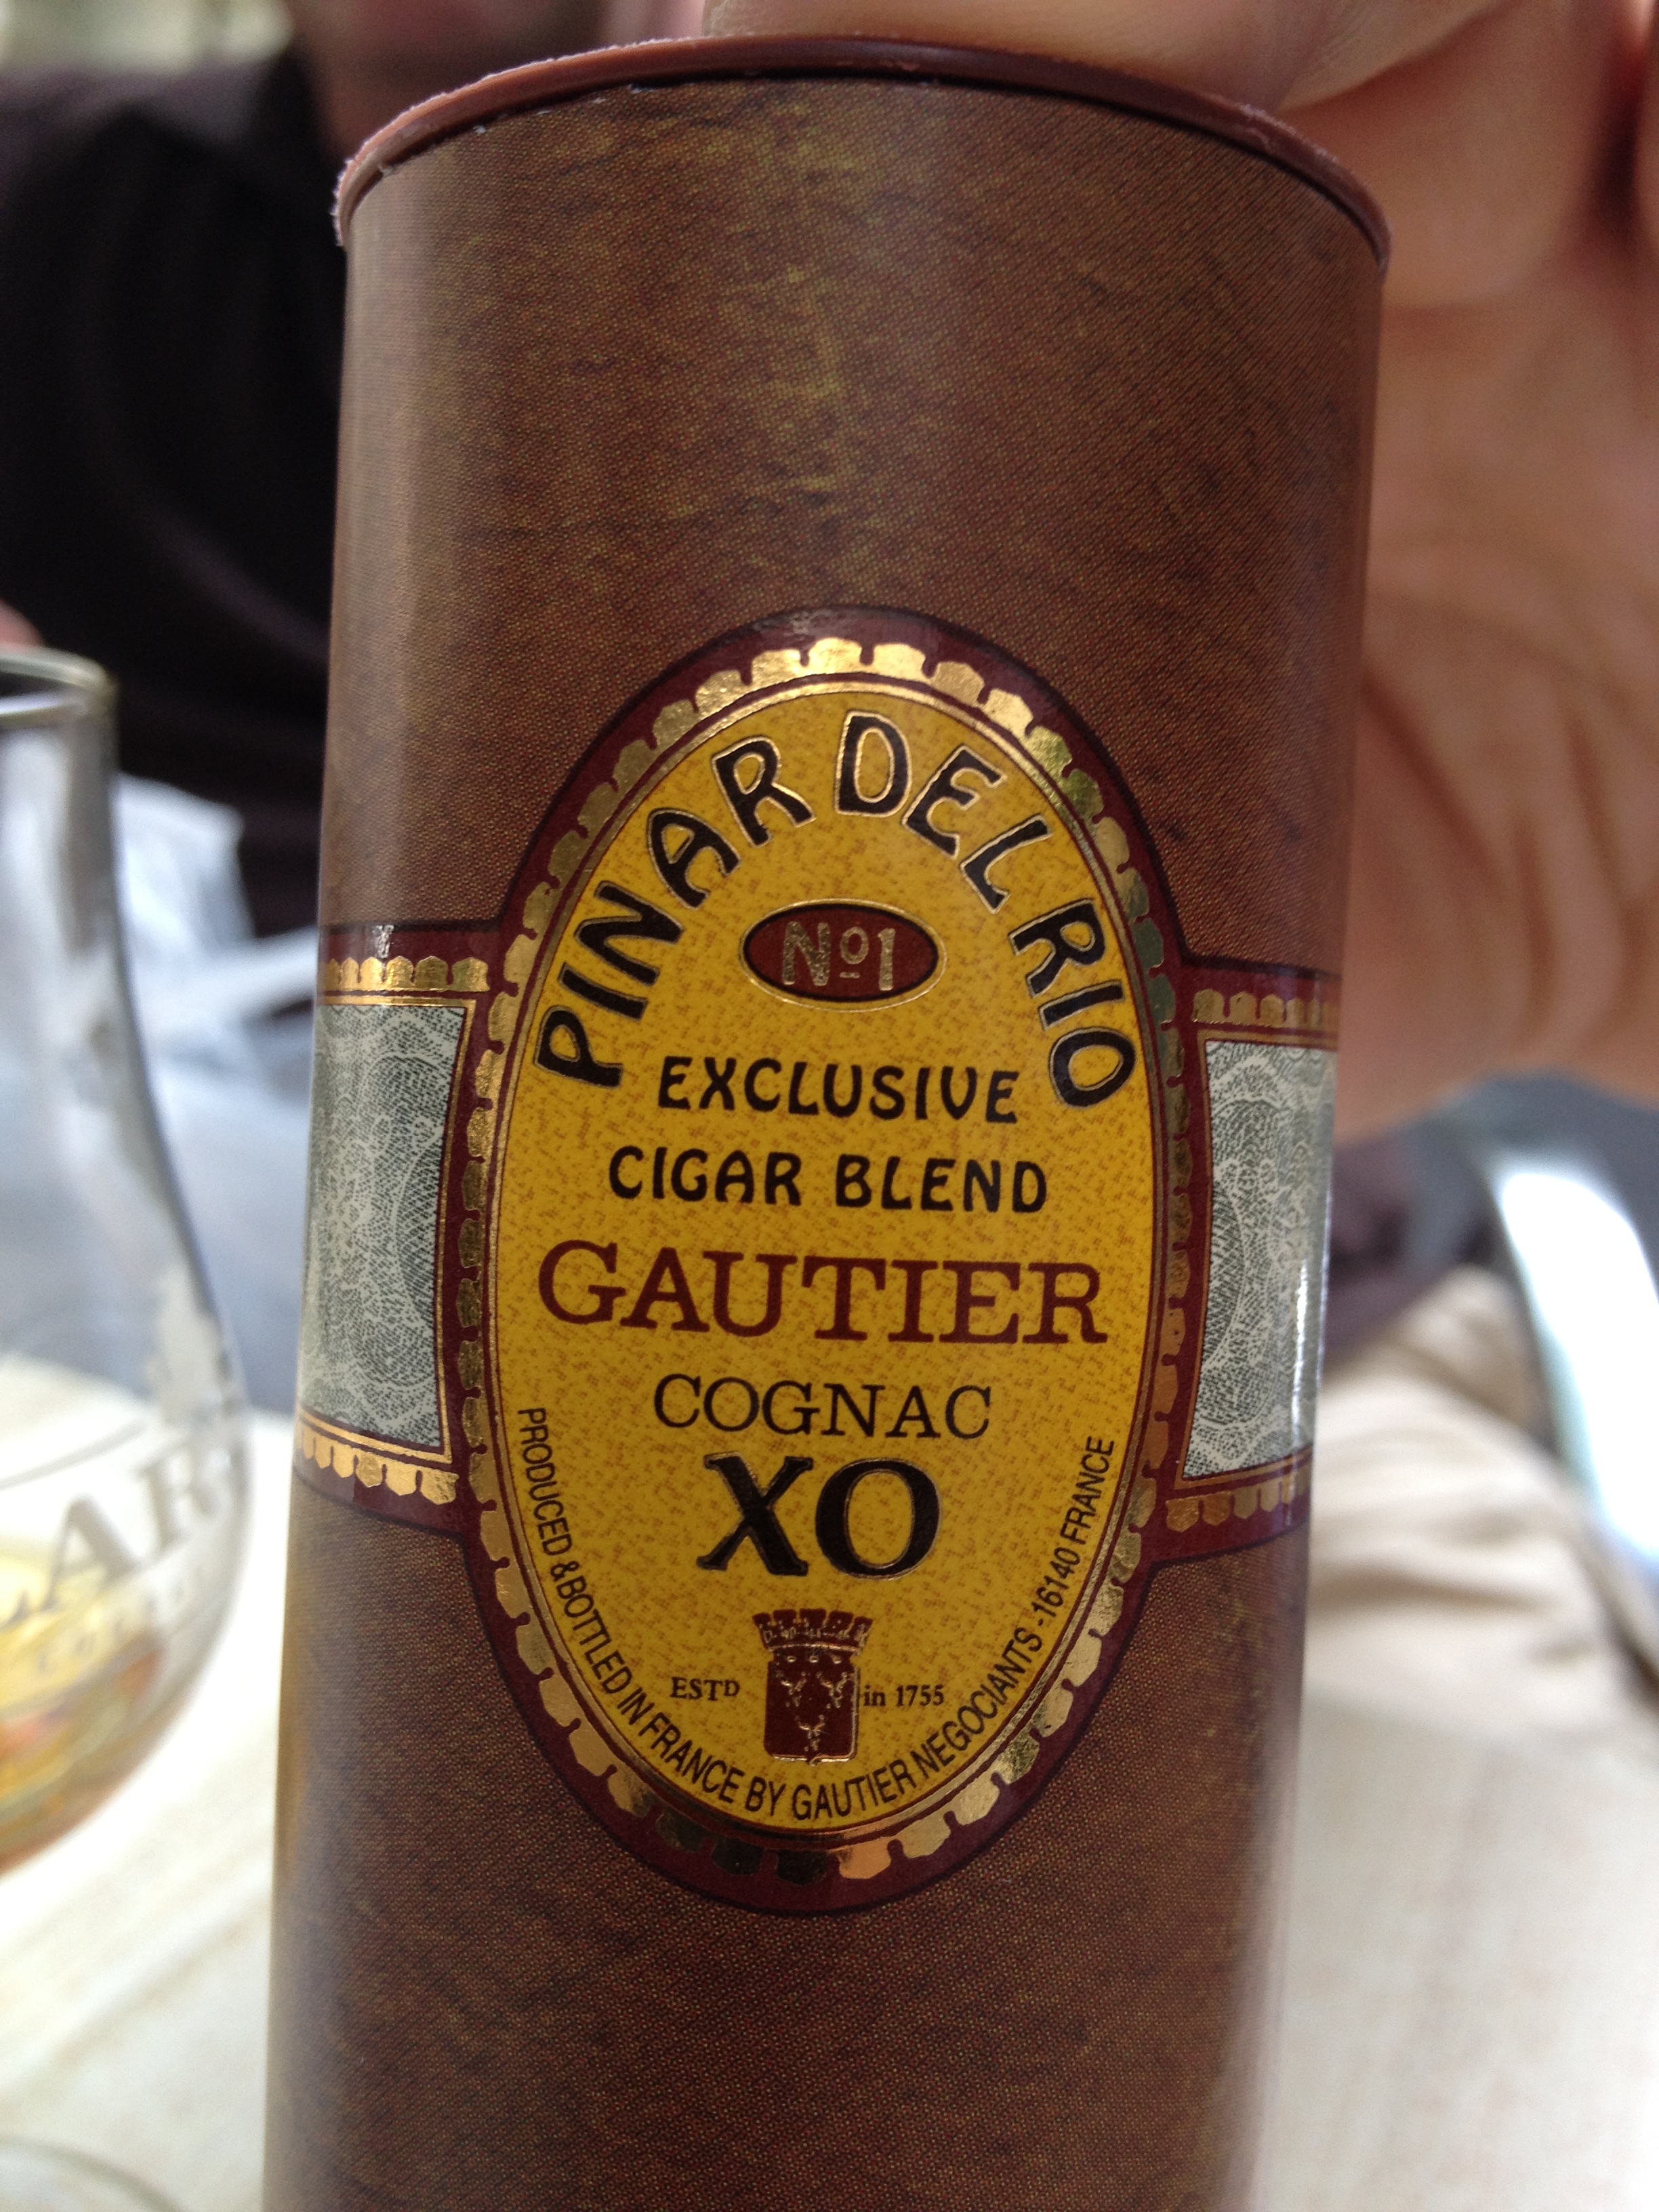 PINAR DEL RIO
Nº1
EXCLUSIVE
CIGAR BLEND
GAUTIER
COGNAC
XO
ESTD in 1755
PRODUCED & BOTTLED IN FRANCE BY GAUTIER NEGOCIANTS - 16140 FRANCE